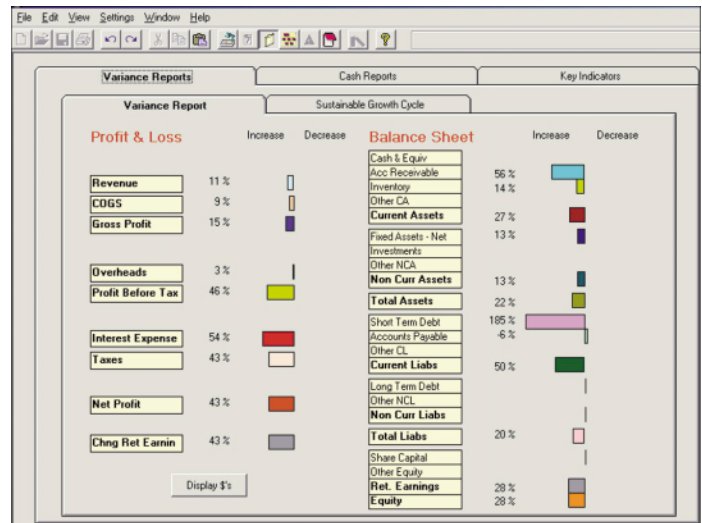 File Edit View Settings Window Help
Variance Reports Cash Reports Key Indicators
Variance Report Sustainable Growth Cycle
Profit & Loss Increase Decrease
Revenue 11 %
COGS 9 %
Gross Profit 15 %
Overheads 3 %
Profit Before Tax 46 %
Interest Expense 54 %
Taxes 43 %
Net Profit 43 %
Chng Ret Earnin 43 %
Display $'s
Balance Sheet Increase Decrease
Cash & Equiv
Acc Receivable 56 %
Inventory 14 %
Other CA
Current Assets 27 %
Fixed Assets - Net 13 %
Investments
Other NCA
Non Curr Assets 13 %
Total Assets 22 %
Short Term Debt 185 %
Accounts Payable -6 %
Other CL
Current Liabs 50 %
Long Term Debt
Other NCL
Non Curr Liabs
Total Liabs 20 %
Share Capital
Other Equity
Ret. Earnings 28 %
Equity 28 %